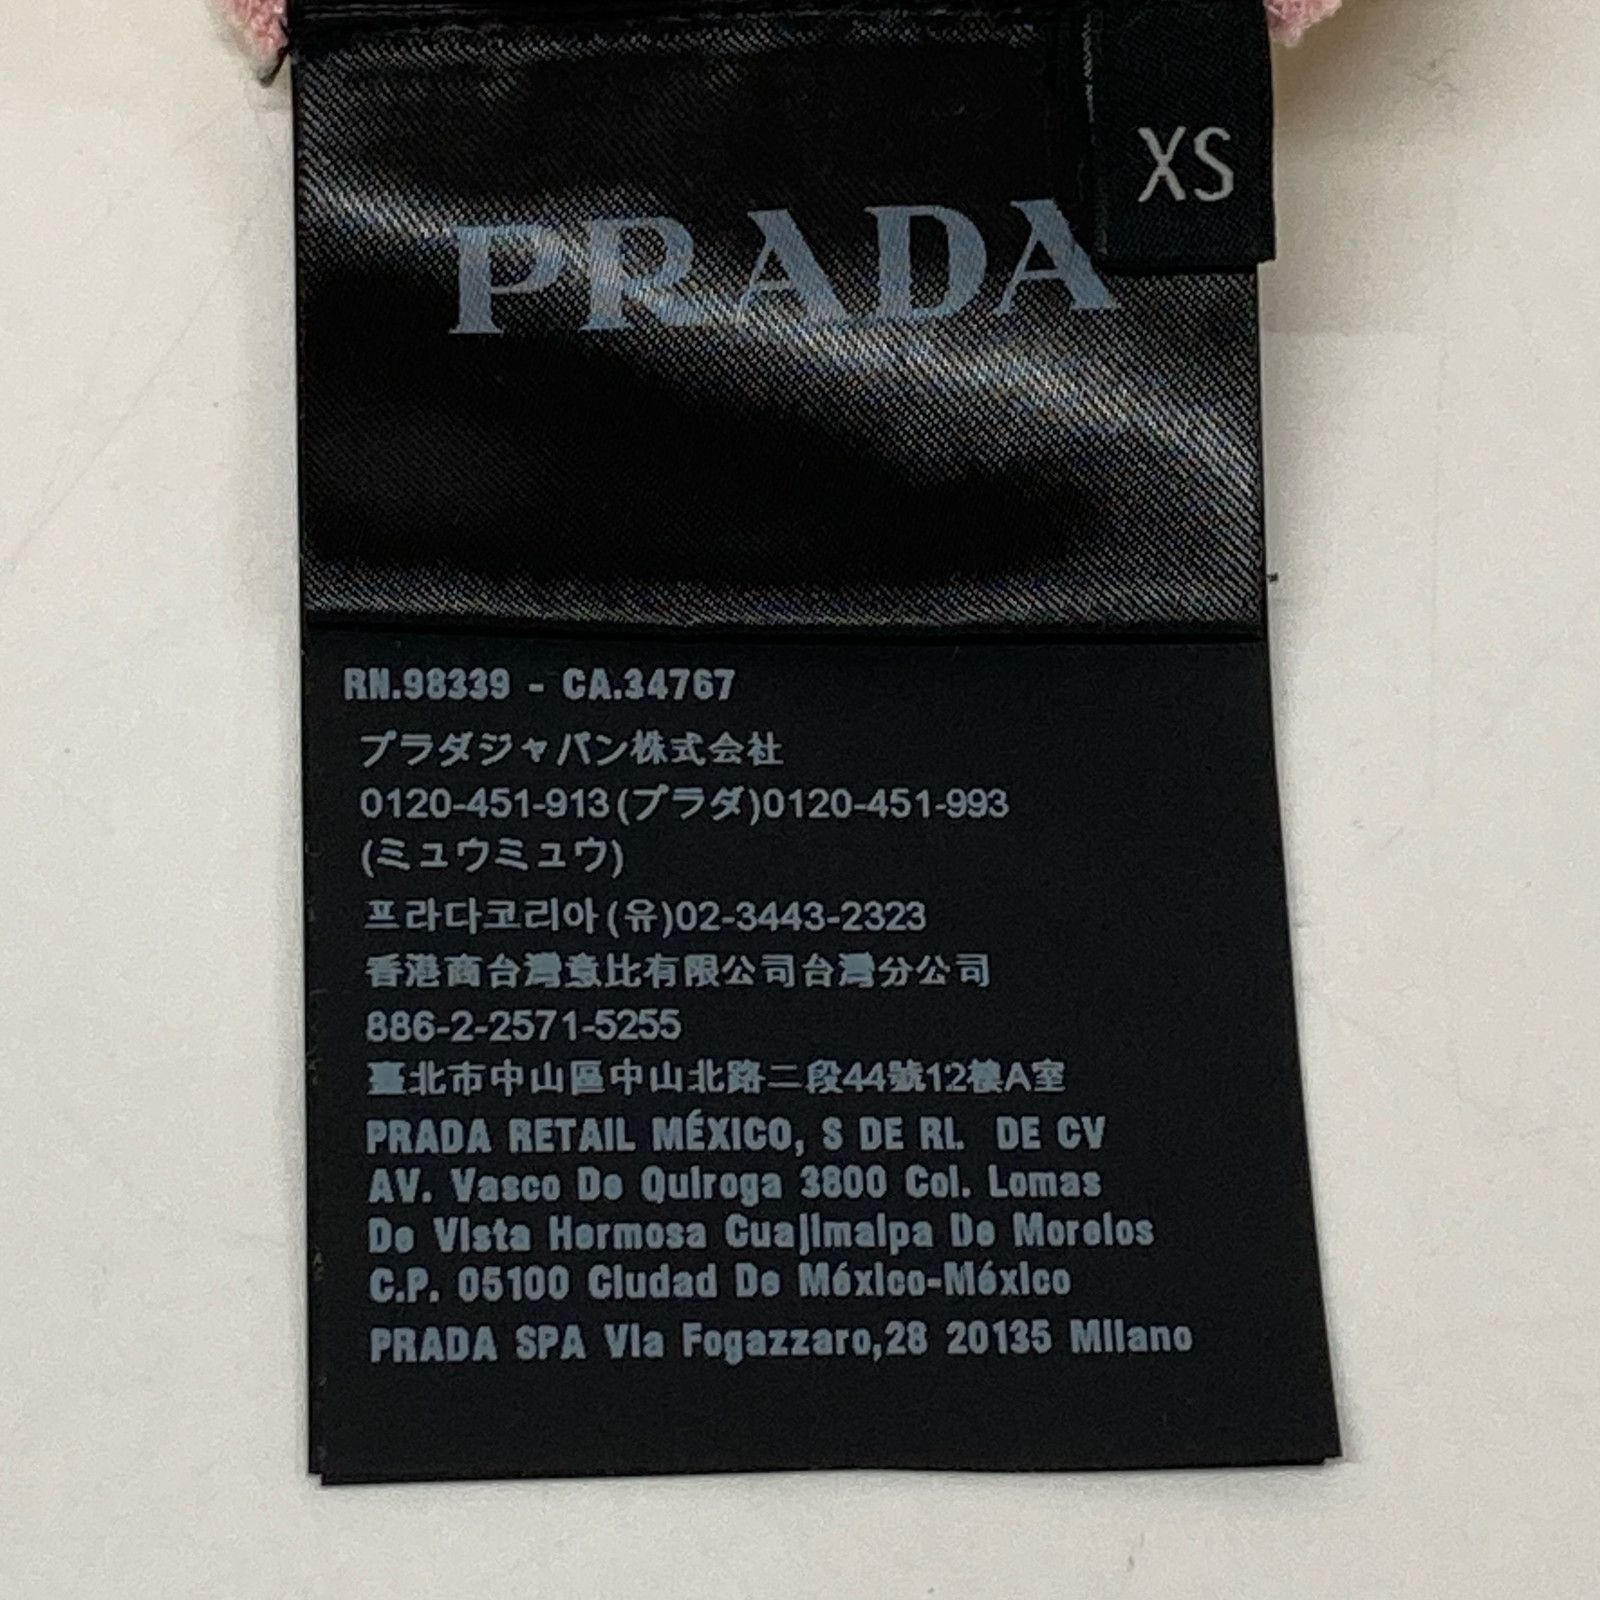 XS
PRADA
RN.98339 - CA.34767
プラダジャパン株式会社
0120-451-913(プラダ)0120-451-993
(ミュウミュウ)
프라다코리아(유)02-3443-2323
香港商台灣意比有限公司台灣分公司
886-2-2571-5255
臺北市中山區中山北路二段44號12樓A室
PRADA RETAIL MÉXICO, S DE RL DE CV
AV. Vasco De Quiroga 3800 Col. Lomas
De Vista Hermosa Cuajimalpa De Morelos
C.P. 05100 Ciudad De México-México
PRADA SPA Via Fogazzaro,28 20135 Milano